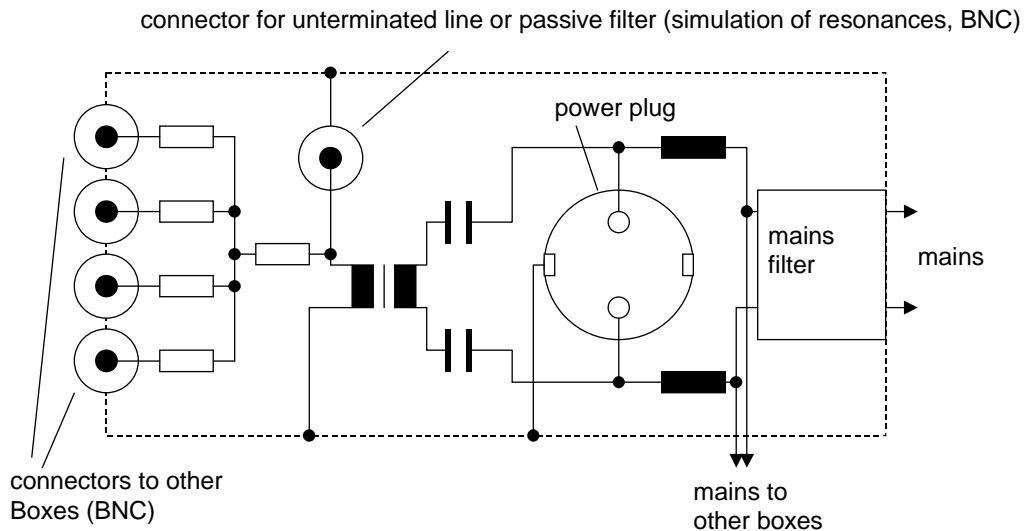 connector for unterminated line or passive filter (simulation of resonances, BNC)
power plug
mains
filter
mains
connectors to other
Boxes (BNC)
mains to
other boxes